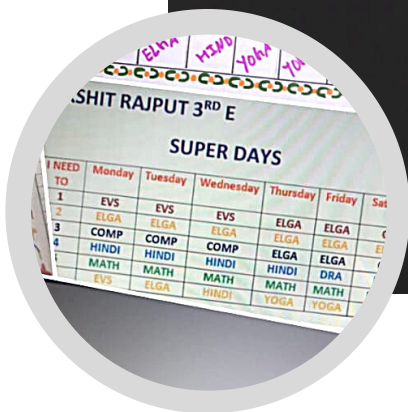 ELGA HIND YOGA
SHIT RAJPUT 3RD E
SUPER DAYS
I NEED TO Monday Tuesday Wednesday Thursday Friday
1 EVS EVS EVS ELGA ELGA
2 ELGA ELGA ELGA ELGA ELGA
3 COMP COMP COMP ELGA ELGA
4 HINDI HINDI HINDI HINDI DRA
MATH MATH MATH MATH MATH
EVS ELGA HINDI YOGA YOGA